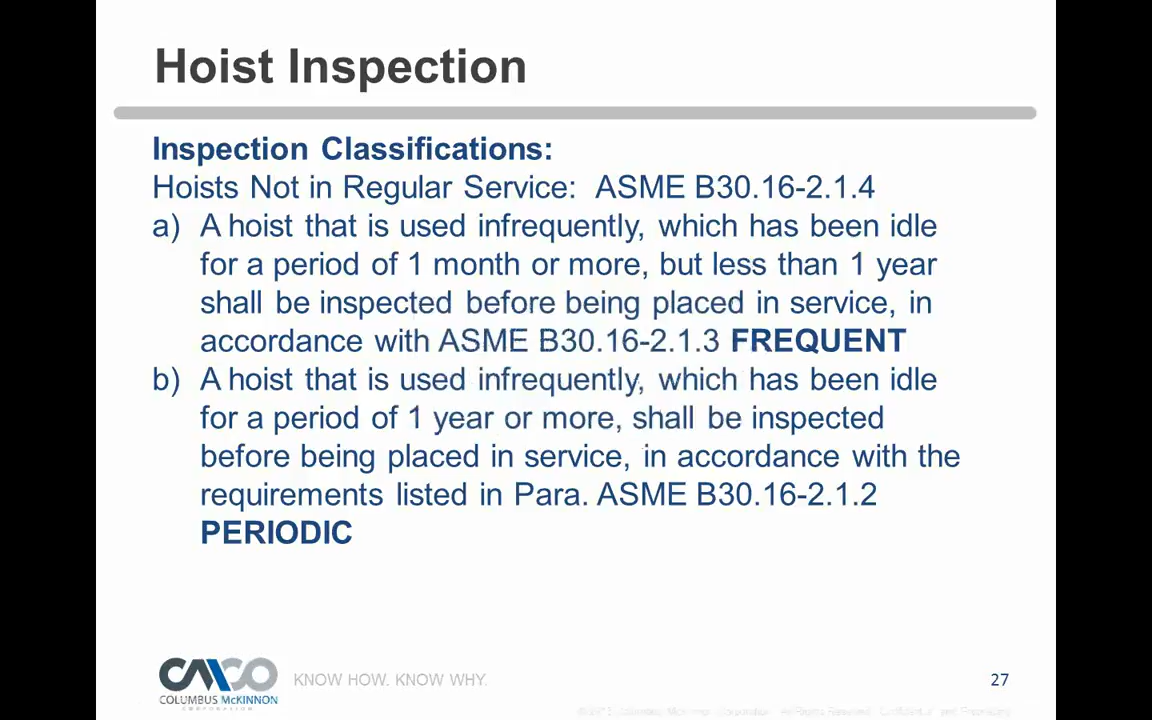 Hoist Inspection
Inspection Classifications:
Hoists Not in Regular Service: ASME B30.16-2.1.4
a) A hoist that is used infrequently, which has been idle
for a period of 1 month or more, but less than 1 year
shall be inspected before being placed in service, in
accordance with ASME B30.16-2.1.3 FREQUENT
b) A hoist that is used infrequently, which has been idle
for a period of 1 year or more, shall be inspected
before being placed in service, in accordance with the
requirements listed in Para. ASME B30.16-2.1.2
PERIODIC
CMCO
COLUSMBUS McKINNON
CORPORATION
KNOW HOW. KNOW WHY.
27